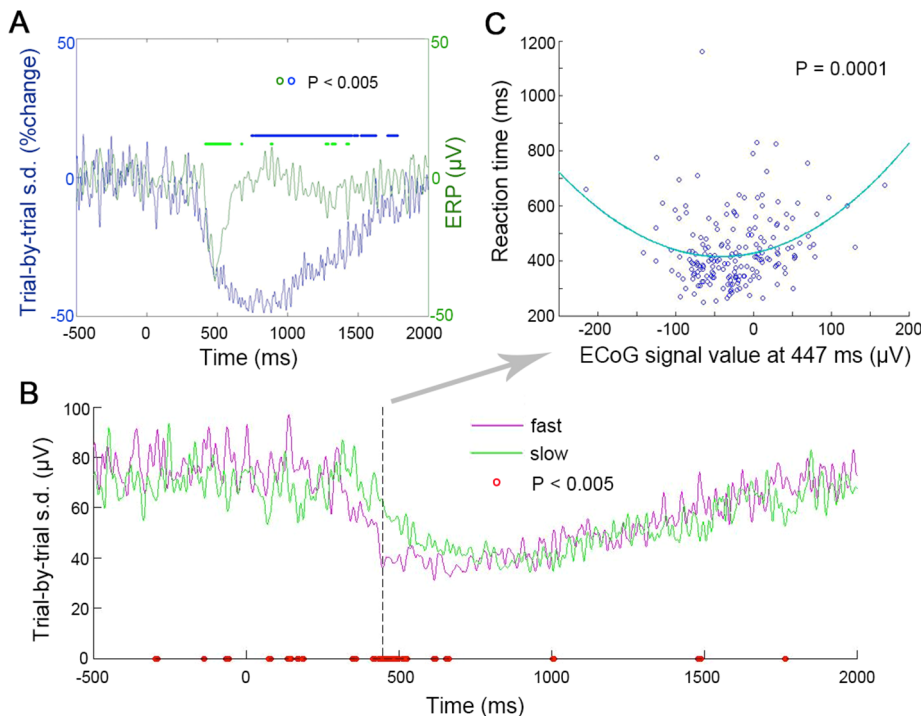 A
50
0
-50
Trial-by-trial s.d. (%change)
P < 0.005
50
0
-50
ERP (µV)
-500 0 500 1000 1500 2000
Time (ms)
C
1200
1000
800
600
400
200
Reaction time (ms)
P = 0.0001
-200 -100 0 100 200
ECoG signal value at 447 ms (µV)
B
100
80
60
40
20
0
Trial-by-trial s.d. (µV)
fast
slow
P < 0.005
-500 0 500 1000 1500 2000
Time (ms)